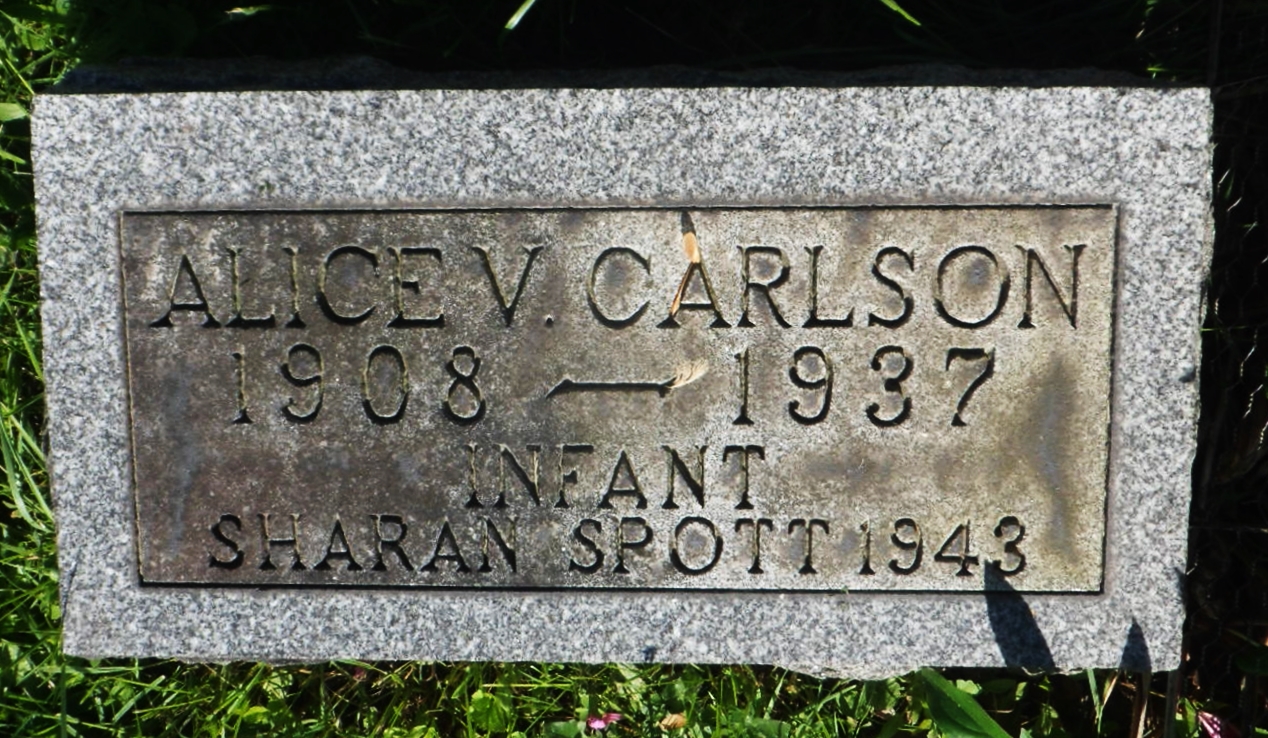 ALICE V. CARLSON
1908 — 1937
INFANT
SHARAN SPOTT 1943